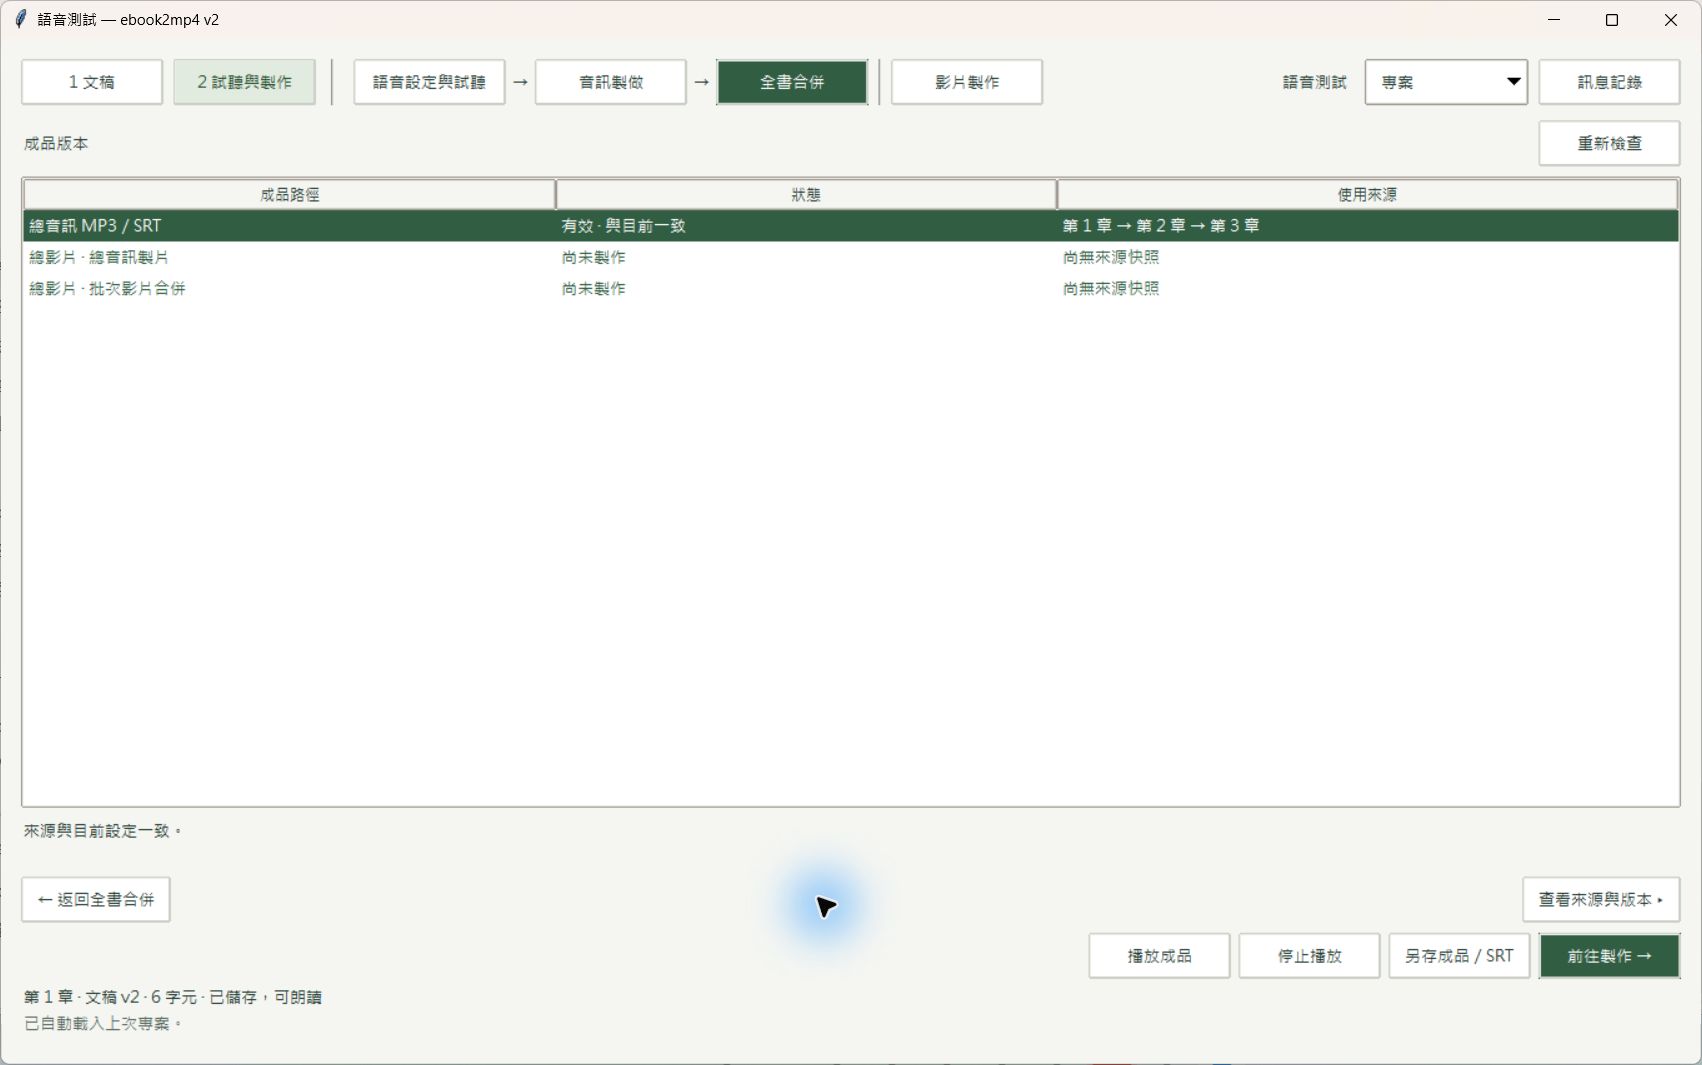 語音測試 — ebook2mp4 v2
1 文稿 2 試聽與製作 語音設定與試聽 → 音訊製做 → 全書合併 影片製作 語音測試 專案 訊息記錄
成品版本 重新檢查
成品路徑 狀態 使用來源
總音訊 MP3 / SRT 有效 · 與目前一致 第 1 章 → 第 2 章 → 第 3 章
總影片 · 總音訊製片 尚未製作 尚無來源快照
總影片 · 批次影片合併 尚未製作 尚無來源快照
來源與目前設定一致。
← 返回全書合併 查看來源與版本 ▸
播放成品 停止播放 另存成品 / SRT 前往製作 →
第 1 章 · 文稿 v2 · 6 字元 · 已儲存，可朗讀
已自動載入上次專案。